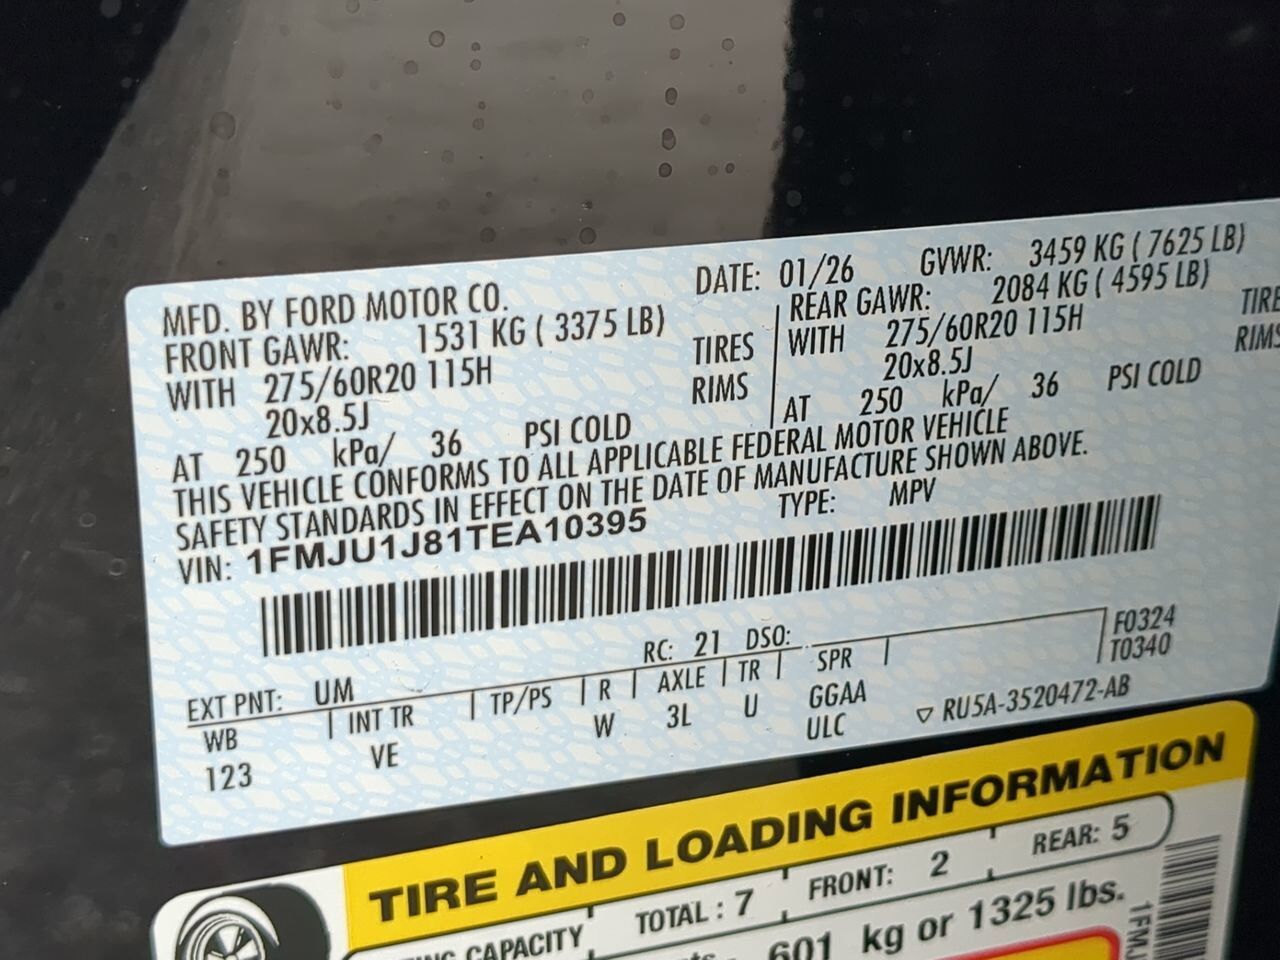 MFD. BY FORD MOTOR CO. DATE: 01/26 GVWR: 3459 KG ( 7625 LB)
FRONT GAWR: 1531 KG ( 3375 LB) REAR GAWR: 2084 KG ( 4595 LB)
WITH 275/60R20 115H TIRES WITH 275/60R20 115H TIRE
20x8.5J RIMS 20x8.5J RIMS
AT 250 kPa/ 36 PSI COLD AT 250 kPa/ 36 PSI COLD
THIS VEHICLE CONFORMS TO ALL APPLICABLE FEDERAL MOTOR VEHICLE
SAFETY STANDARDS IN EFFECT ON THE DATE OF MANUFACTURE SHOWN ABOVE.
VIN: 1FMJU1J81TEA10395 TYPE: MPV
EXT PNT: UM RC: 21 DSO: F0324
WB INT TR TP/PS R AXLE TR SPR T0340
123 VE W 3L U GGAA
ULC ▽ RU5A-3520472-AB
TIRE AND LOADING INFORMATION
CAPACITY TOTAL : 7 FRONT: 2 REAR: 5
601 kg or 1325 lbs.
1FMJ